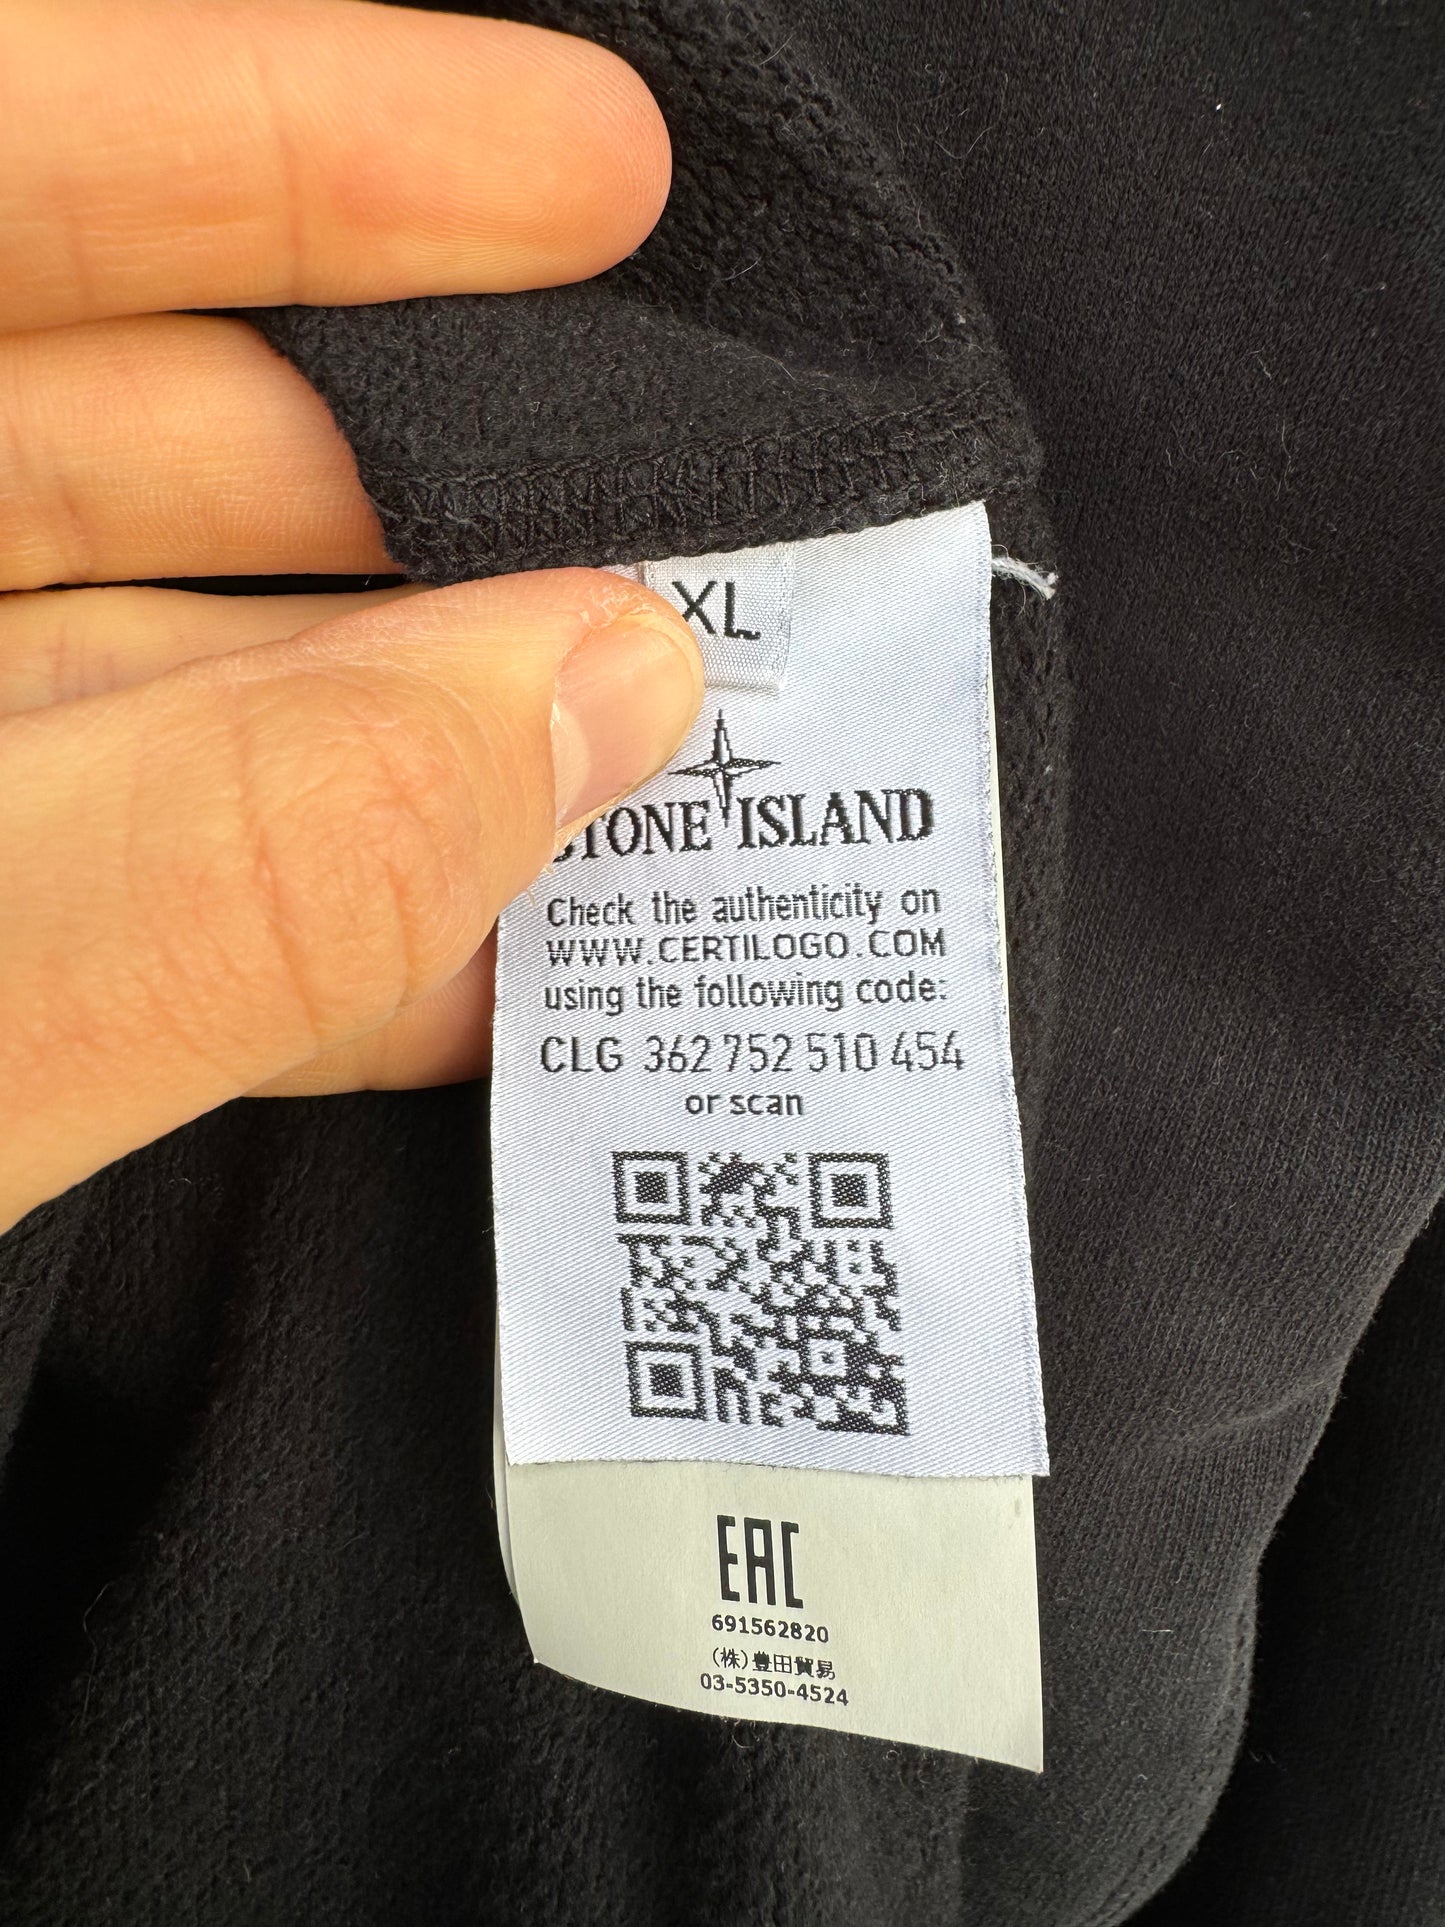 XL
STONE ISLAND
Check the authenticity on
WWW.CERTILOGO.COM
using the following code:
CLG 362 752 510 454
or scan
EAC
691562820
(株)豊田貿易
03-5350-4524